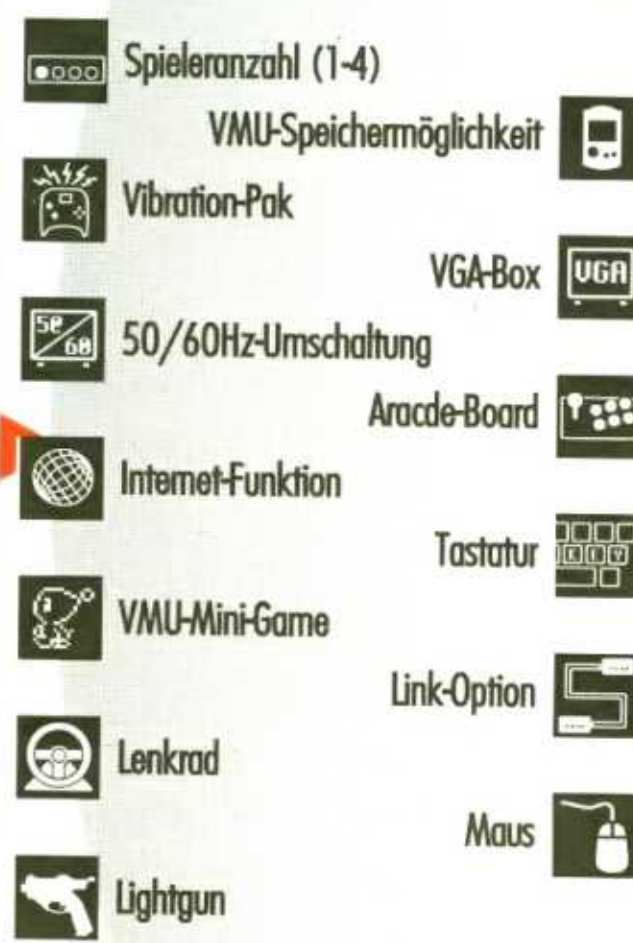 Spieleranzahl (1-4)
VMU-Speichermöglichkeit
Vibration-Pak
VGA-Box
VGA
50/60Hz-Umschaltung
50
60
Aracde-Board
Internet-Funktion
Tastatur
KEY
VMU-Mini-Game
Link-Option
Lenkrad
Maus
Lightgun